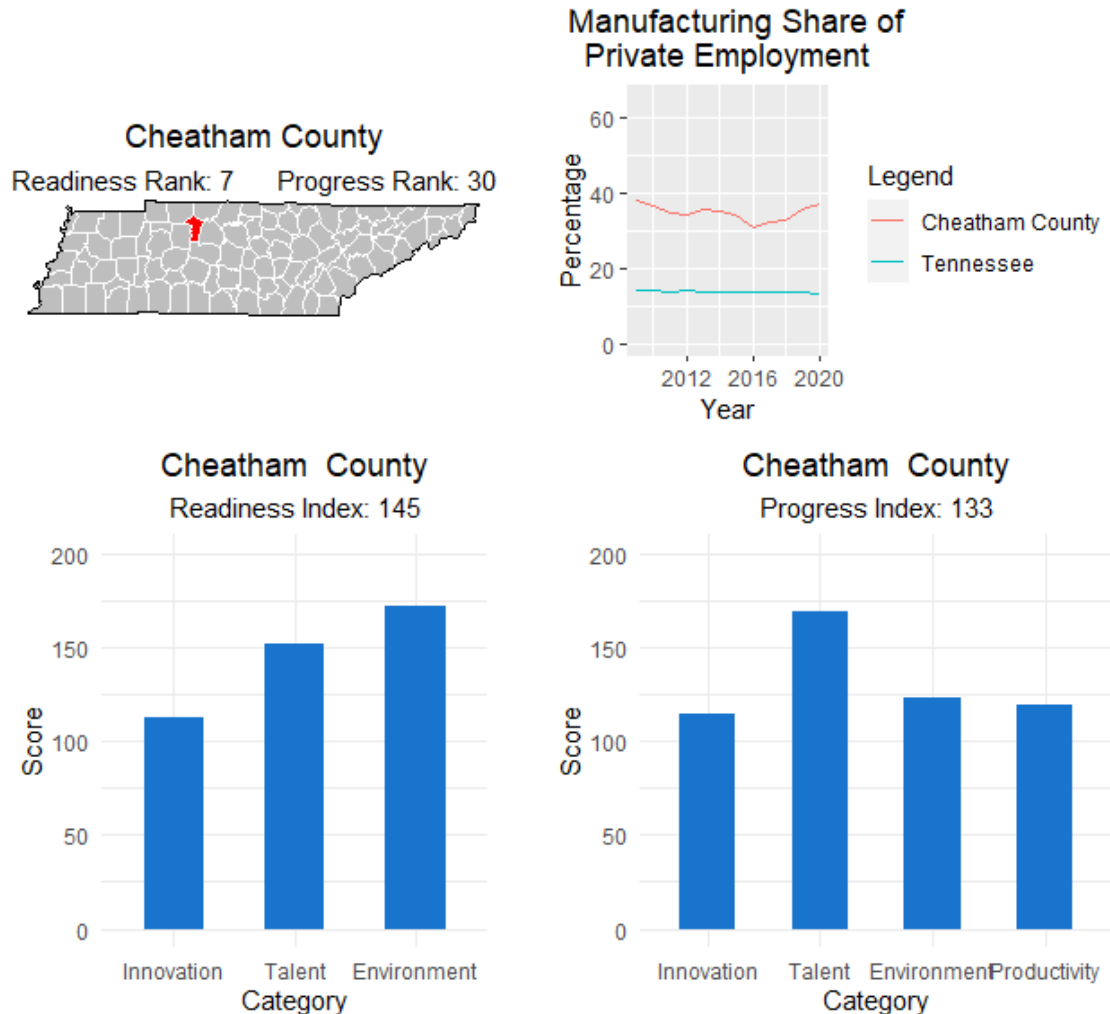 Cheatham County
Readiness Rank: 7 Progress Rank: 30
Manufacturing Share of
Private Employment
60
40
20
0
Percentage
2012 2016 2020
Year
Legend
Cheatham County
Tennessee
Cheatham County
Readiness Index: 145
200
150
100
50
0
Score
Innovation Talent Environment
Category
Cheatham County
Progress Index: 133
200
150
100
50
0
Score
Innovation Talent Environment Productivity
Category